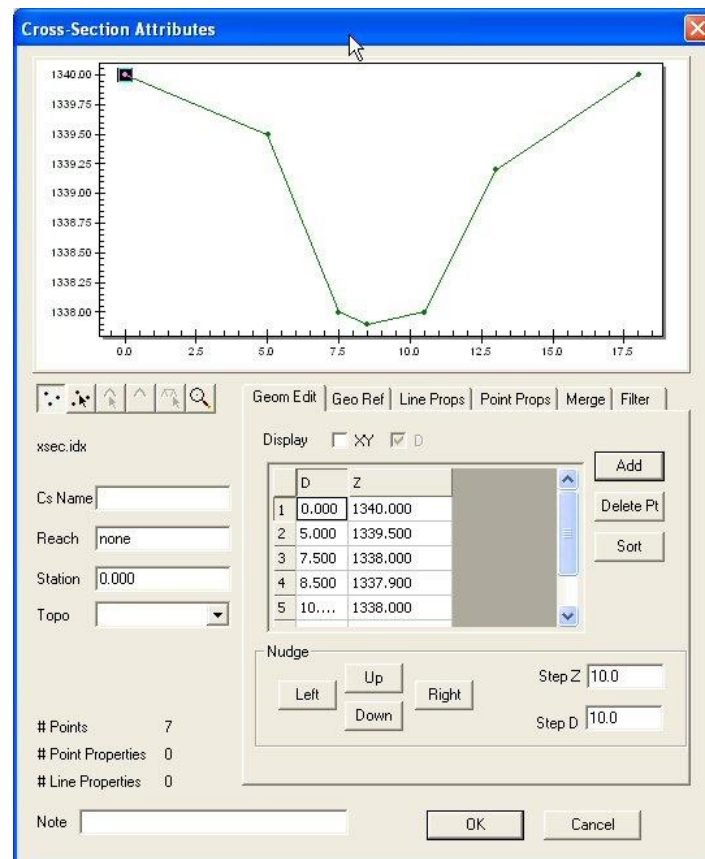 Cross-Section Attributes
1340.00
1339.75
1339.50
1339.25
1339.00
1338.75
1338.50
1338.25
1338.00
0.0 2.5 5.0 7.5 10.0 12.5 15.0 17.5
Geom Edit Geo Ref Line Props Point Props Merge Filter
xsec.idx
Display XY D
Add
D Z
Cs Name
1 0.000 1340.000
Delete Pt
2 5.000 1339.500
Reach none
3 7.500 1338.000
Sort
Station 0.000
4 8.500 1337.900
Topo
5 10.... 1338.000
Nudge
Up
Step Z 10.0
Left Right
Down
Step D 10.0
# Points 7
# Point Properties 0
# Line Properties 0
Note
OK Cancel